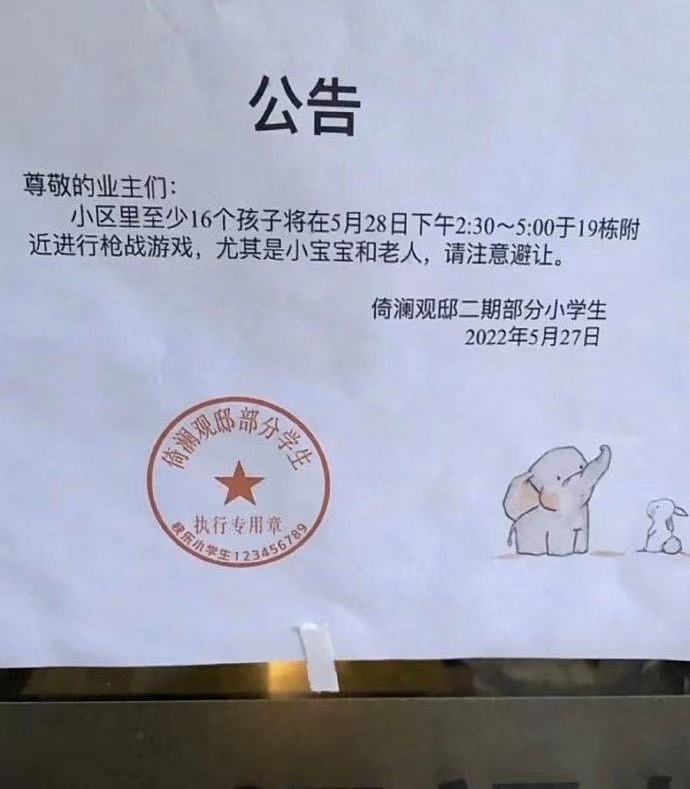 公告
尊敬的业主们：
小区里至少16个孩子将在5月28日下午2:30～5:00于19栋附
近进行枪战游戏，尤其是小宝宝和老人，请注意避让。
倚澜观邸二期部分小学生
2022年5月27日
倚澜观邸部分学生
执行专用章
快乐小学生123456789